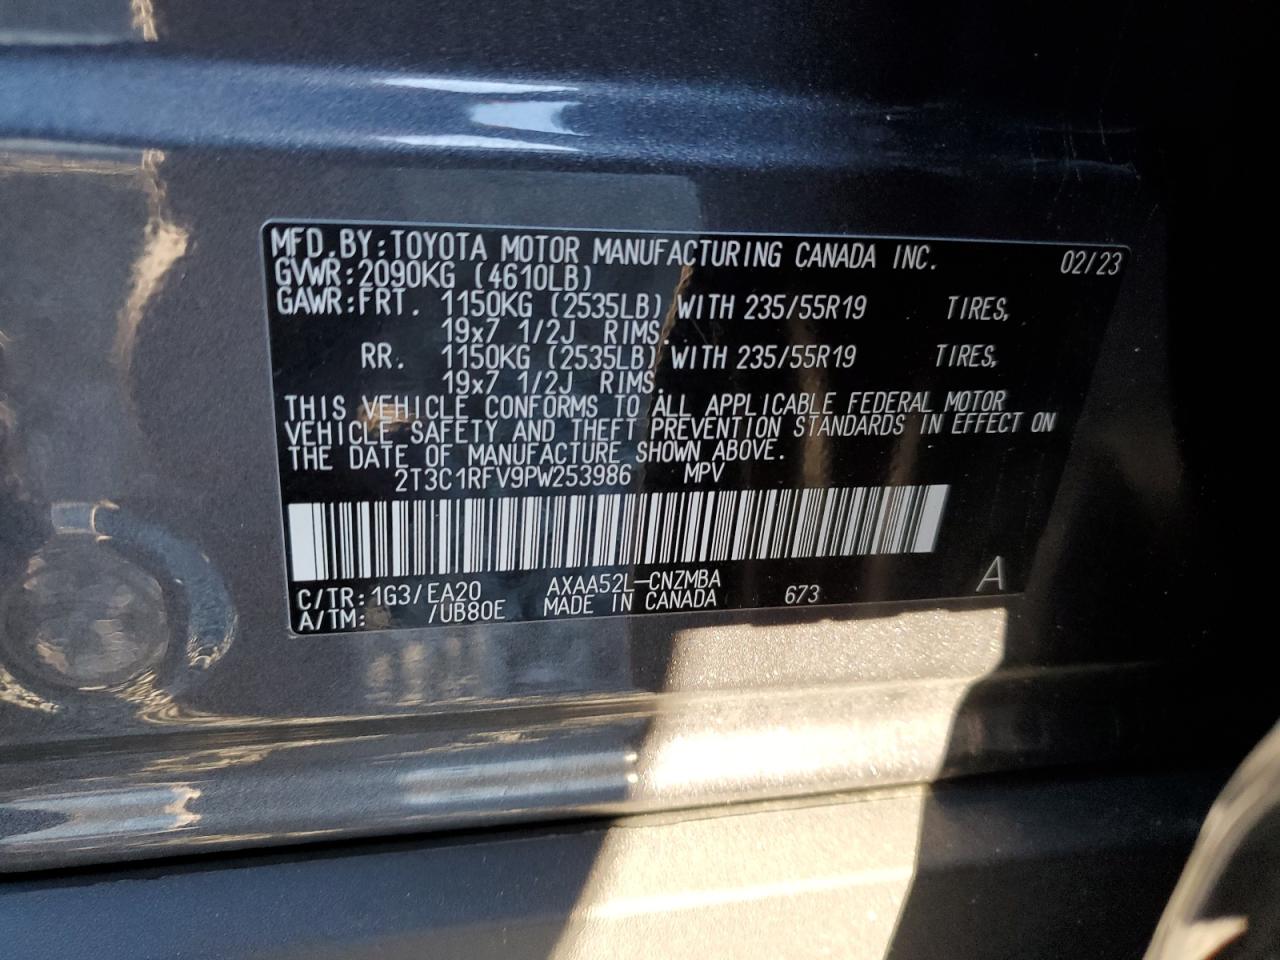 MFD.BY:TOYOTA MOTOR MANUFACTURING CANADA INC. 02/23
GVWR:2090KG (4610LB)
GAWR:FRT. 1150KG (2535LB) WITH 235/55R19 TIRES,
19x7 1/2J RIMS.
RR. 1150KG (2535LB) WITH 235/55R19 TIRES,
19x7 1/2J RIMS.
THIS VEHICLE CONFORMS TO ALL APPLICABLE FEDERAL MOTOR
VEHICLE SAFETY AND THEFT PREVENTION STANDARDS IN EFFECT ON
THE DATE OF MANUFACTURE SHOWN ABOVE.
2T3C1RFV9PW253986 MPV
C/TR:1G3/EA20 AXAA52L-CNZMBA 673 A
A/TM: /UB80E MADE IN CANADA